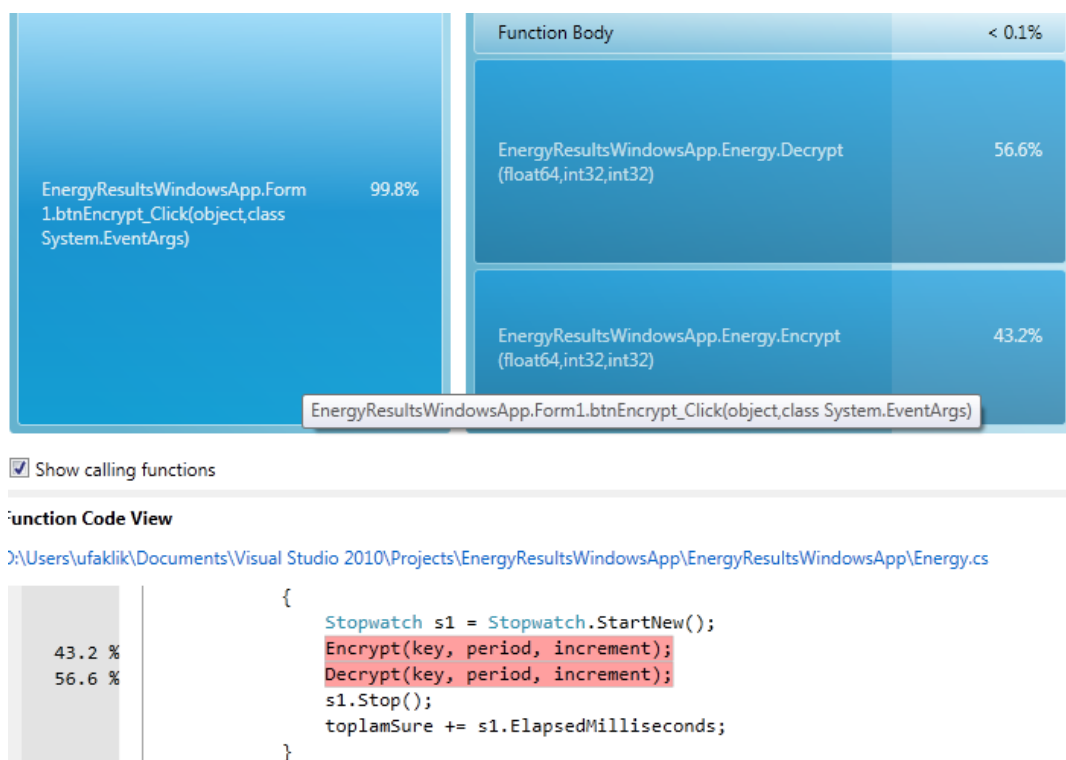 Function Body < 0.1%
EnergyResultsWindowsApp.Form 99.8%
1.btnEncrypt_Click(object,class
System.EventArgs)
EnergyResultsWindowsApp.Energy.Decrypt 56.6%
(float64,int32,int32)
EnergyResultsWindowsApp.Energy.Encrypt 43.2%
(float64,int32,int32)
EnergyResultsWindowsApp.Form1.btnEncrypt_Click(object,class System.EventArgs)
Show calling functions
Function Code View
D:\Users\ufaklik\Documents\Visual Studio 2010\Projects\EnergyResultsWindowsApp\EnergyResultsWindowsApp\Energy.cs
{
Stopwatch s1 = Stopwatch.StartNew();
43.2 % Encrypt(key, period, increment);
56.6 % Decrypt(key, period, increment);
s1.Stop();
toplamSure += s1.ElapsedMilliseconds;
}